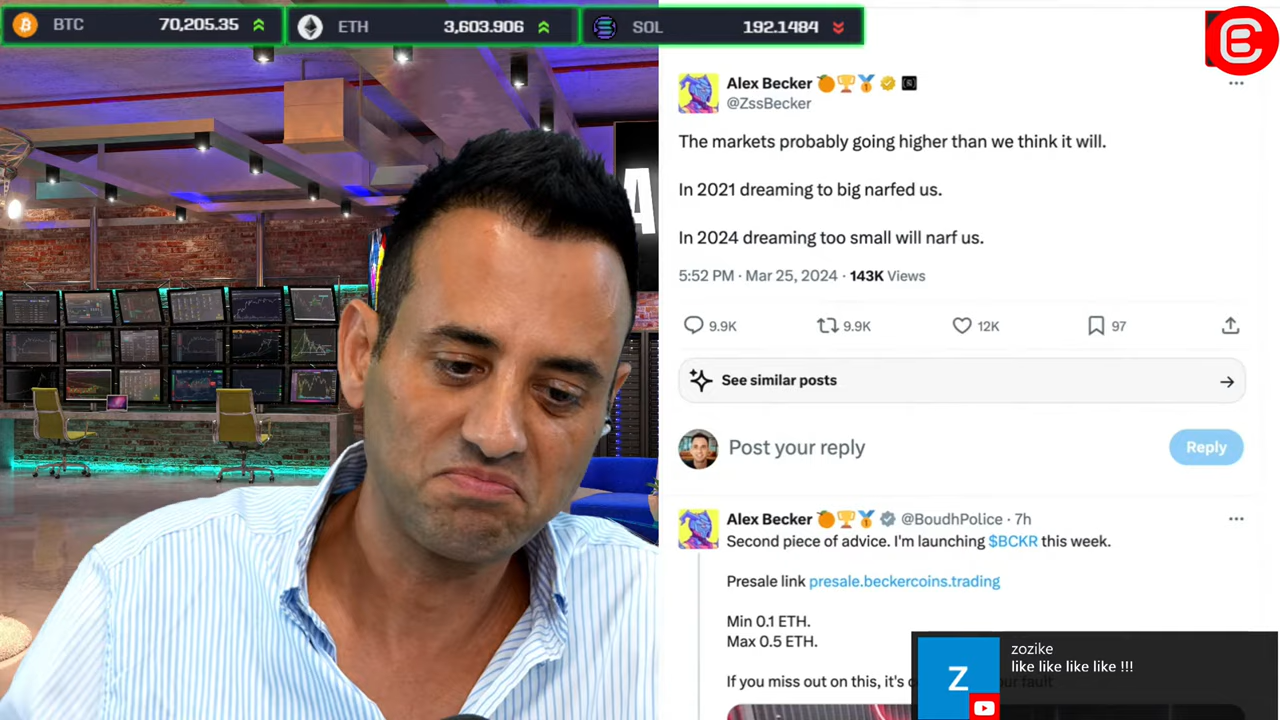 BTC 70,205.35
ETH 3,603.906
SOL 192.1484
A
Alex Becker
@ZssBecker
The markets probably going higher than we think it will.
In 2021 dreaming to big narfed us.
In 2024 dreaming too small will narf us.
5:52 PM · Mar 25, 2024 · 143K Views
9.9K 9.9K 12K 97
See similar posts
Post your reply
Reply
Alex Becker @BoudhPolice · 7h
Second piece of advice. I'm launching $BCKR this week.
Presale link presale.beckercoins.trading
Min 0.1 ETH.
Max 0.5 ETH.
If you miss out on this, it's
zozike
like like like like !!!
Z